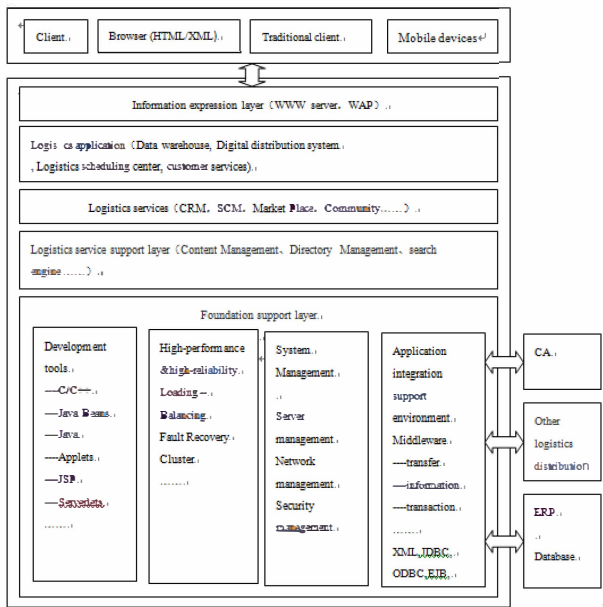 Client.
Browser (HTML/XML).
Traditional client.
Mobile devices
Information expression layer（WWW server，WAP）.
Logis cs application（Data warehouse, Digital distribution system
, Logistics scheduling center, customer services).
Logistics services（CRM，SCM，Market Place，Community……）.
Logistics service support layer（Content Management、Directory Management、search
engine ……）.
Foundation support layer.
Development
tools.
----C/C++.
----Java Beans.
----Java.
----Applets.
----JSP.
----Serverlets.
……..
High-performance
&high-reliability.
Loading –
Balancing.
Fault Recovery.
Cluster.
……..
System
Management.
.
Server
management.
Network
management.
Security
management.
Application
integration
support
environment.
Middleware.
----transfer.
----information.
----transaction.
……..
XML,JDBC,
ODBC,EJB.
CA.
Other
logistics
distribution
ERP.
.
Database.